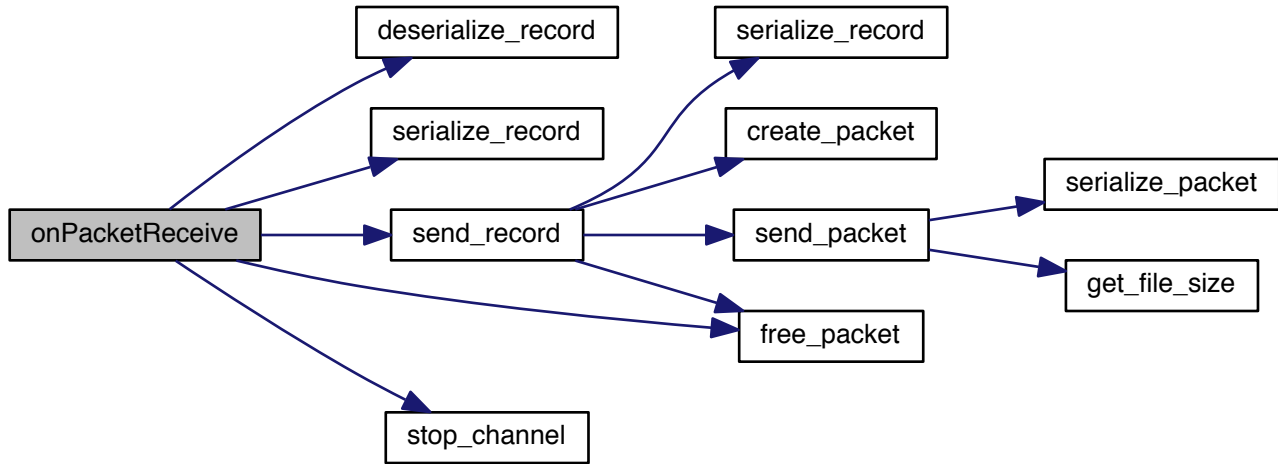 deserialize_record
serialize_record
serialize_record
create_packet
serialize_packet
onPacketReceive
send_record
send_packet
get_file_size
free_packet
stop_channel